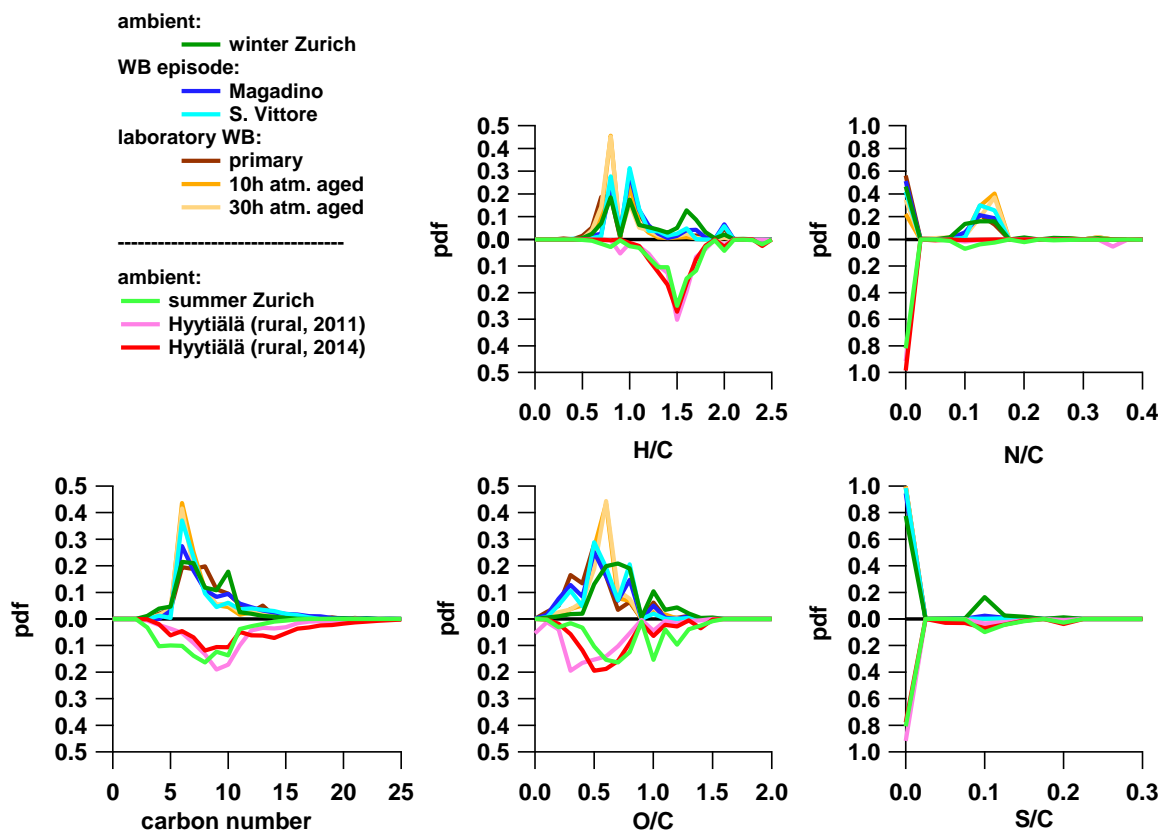 ambient:
winter Zurich
WB episode:
Magadino
S. Vittore
laboratory WB:
primary
10h atm. aged
30h atm. aged
----------------------------------
ambient:
summer Zurich
Hyytiälä (rural, 2011)
Hyytiälä (rural, 2014)
pdf
0.5
0.4
0.3
0.2
0.1
0.0
0.1
0.2
0.3
0.4
0.5
0.0 0.5 1.0 1.5 2.0 2.5
H/C
pdf
1.0
0.8
0.6
0.4
0.2
0.0
0.2
0.4
0.6
0.8
1.0
0.0 0.1 0.2 0.3 0.4
N/C
pdf
0.5
0.4
0.3
0.2
0.1
0.0
0.1
0.2
0.3
0.4
0.5
0 5 10 15 20 25
carbon number
pdf
0.5
0.4
0.3
0.2
0.1
0.0
0.1
0.2
0.3
0.4
0.5
0.0 0.5 1.0 1.5 2.0
O/C
pdf
1.0
0.8
0.6
0.4
0.2
0.0
0.2
0.4
0.6
0.8
1.0
0.0 0.1 0.2 0.3
S/C